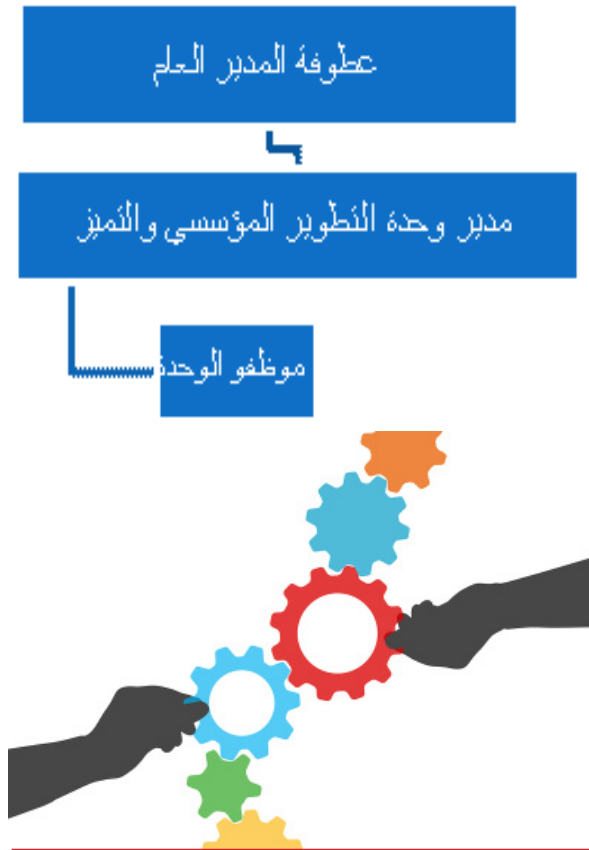 عطوفة المدير العام
مدير وحدة التطوير المؤسسي والتميز
موظفو الوحدة